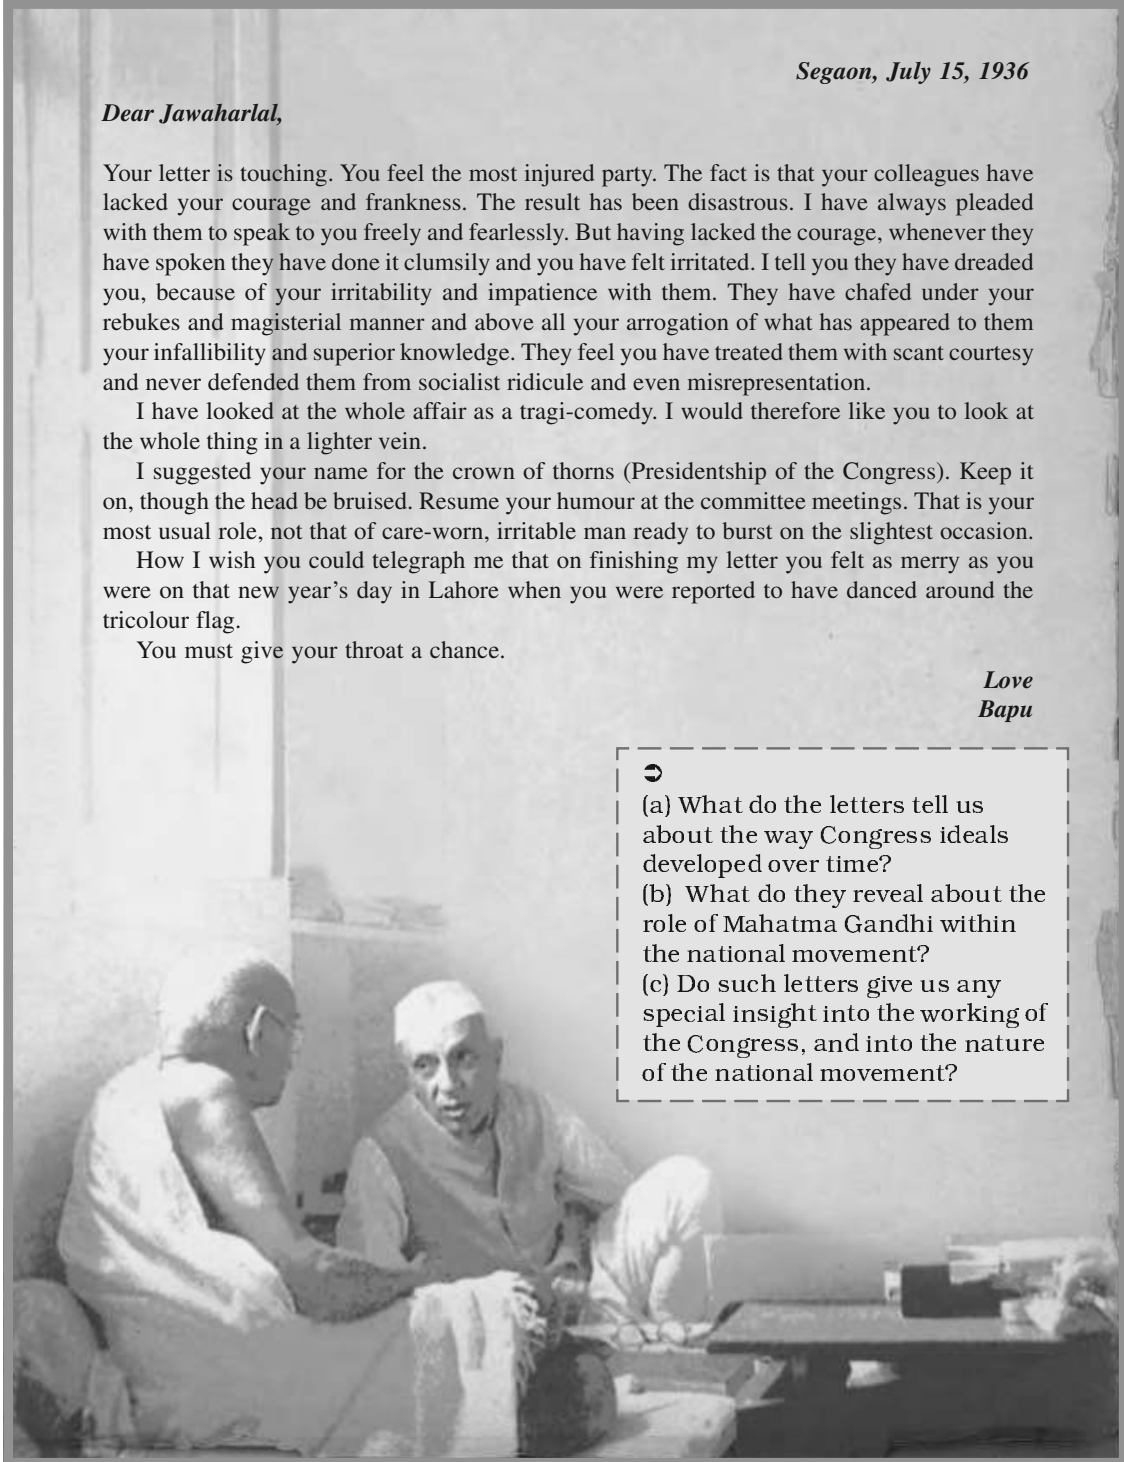 Segaon, July 15, 1936
Dear Jawaharlal,
Your letter is touching. You feel the most injured party. The fact is that your colleagues have
lacked your courage and frankness. The result has been disastrous. I have always pleaded
with them to speak to you freely and fearlessly. But having lacked the courage, whenever they
have spoken they have done it clumsily and you have felt irritated. I tell you they have dreaded
you, because of your irritability and impatience with them. They have chafed under your
rebukes and magisterial manner and above all your arrogation of what has appeared to them
your infallibility and superior knowledge. They feel you have treated them with scant courtesy
and never defended them from socialist ridicule and even misrepresentation.
I have looked at the whole affair as a tragi-comedy. I would therefore like you to look at
the whole thing in a lighter vein.
I suggested your name for the crown of thorns (Presidentship of the Congress). Keep it
on, though the head be bruised. Resume your humour at the committee meetings. That is your
most usual role, not that of care-worn, irritable man ready to burst on the slightest occasion.
How I wish you could telegraph me that on finishing my letter you felt as merry as you
were on that new year's day in Lahore when you were reported to have danced around the
tricolour flag.
You must give your throat a chance.
Love
Bapu
➲
(a) What do the letters tell us
about the way Congress ideals
developed over time?
(b) What do they reveal about the
role of Mahatma Gandhi within
the national movement?
(c) Do such letters give us any
special insight into the working of
the Congress, and into the nature
of the national movement?